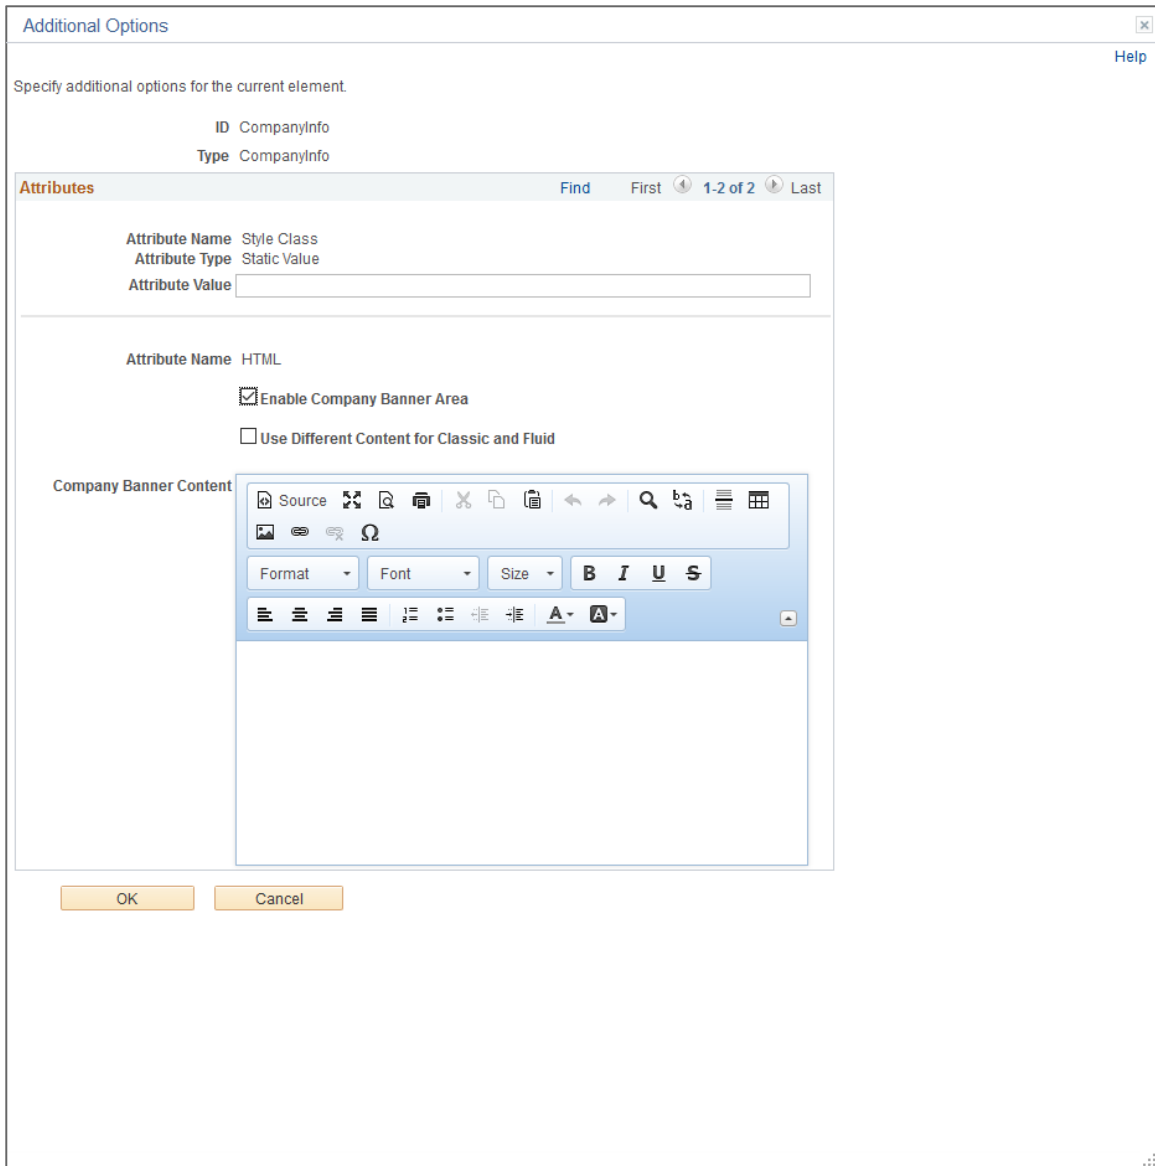 Additional Options
Help
Specify additional options for the current element.
ID CompanyInfo
Type CompanyInfo
Attributes Find First 1-2 of 2 Last
Attribute Name Style Class
Attribute Type Static Value
Attribute Value
Attribute Name HTML
Enable Company Banner Area
Use Different Content for Classic and Fluid
Company Banner Content
Source
Format Font Size B I U S
A A
OK Cancel